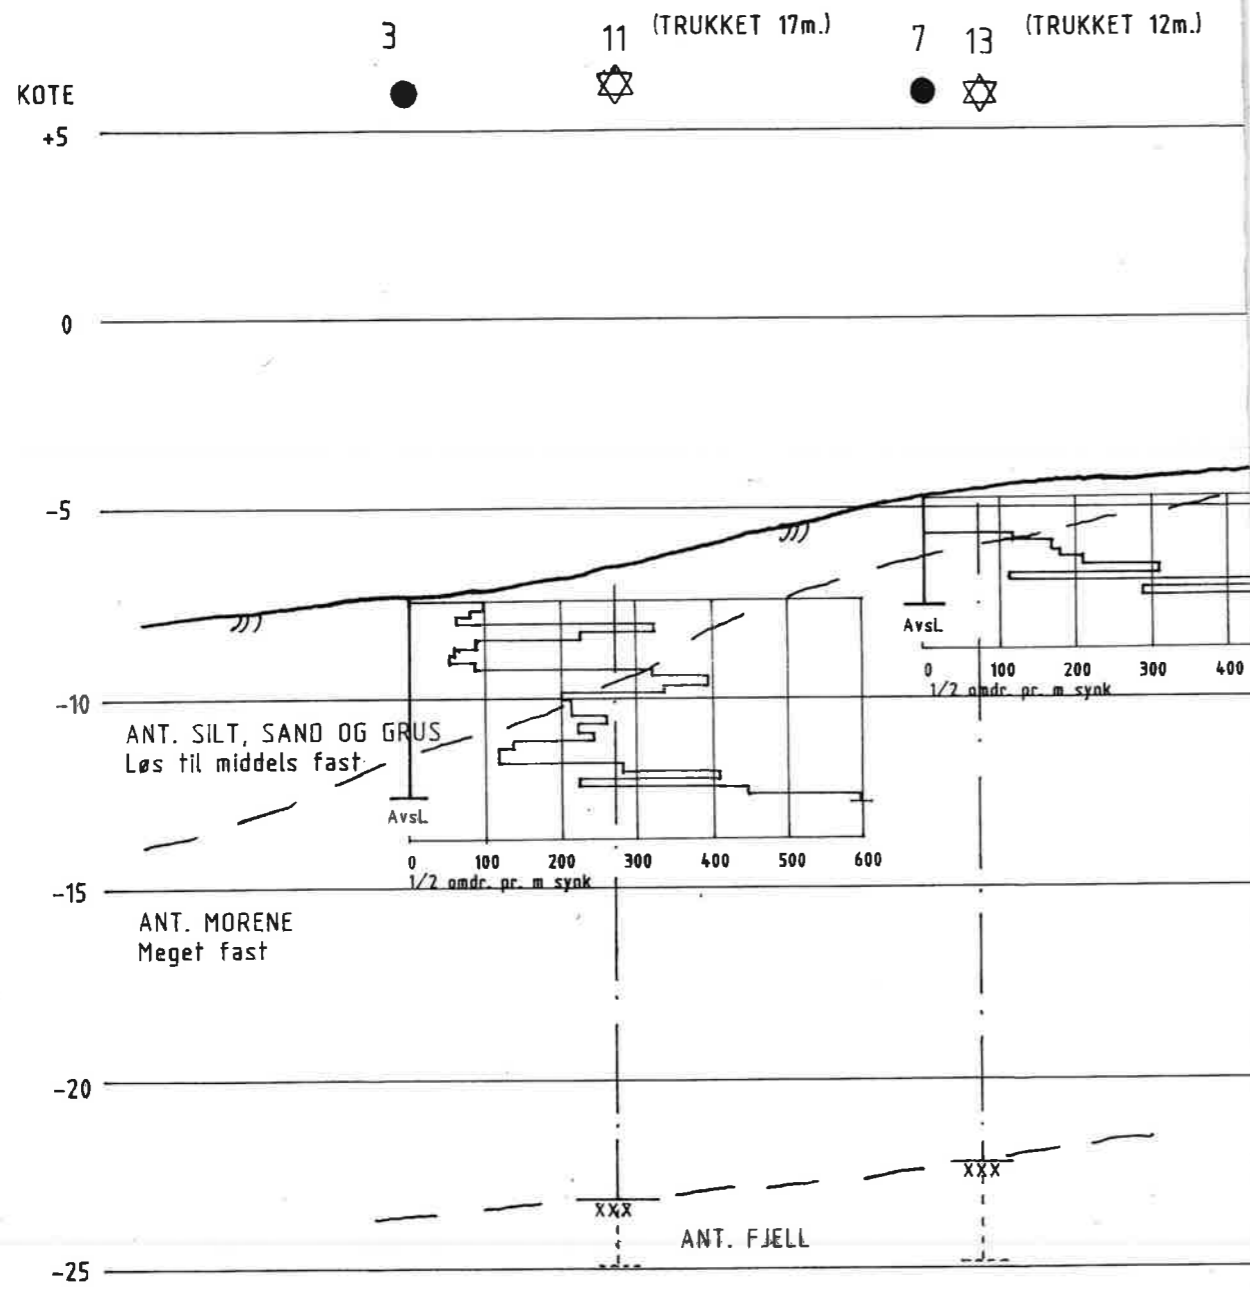 3
11 (TRUKKET 17m.)
7
13 (TRUKKET 12m.)
KOTE
+5
0
-5
AvsL
0 100 200 300 400
1/2 omdr. pr. m synk
-10
ANT. SILT, SAND OG GRUS
Løs til middels fast
AvsL
0 100 200 300 400 500 600
1/2 omdr. pr. m synk
-15
ANT. MORENE
Meget fast
-20
XXX
XXX
ANT. FJELL
-25